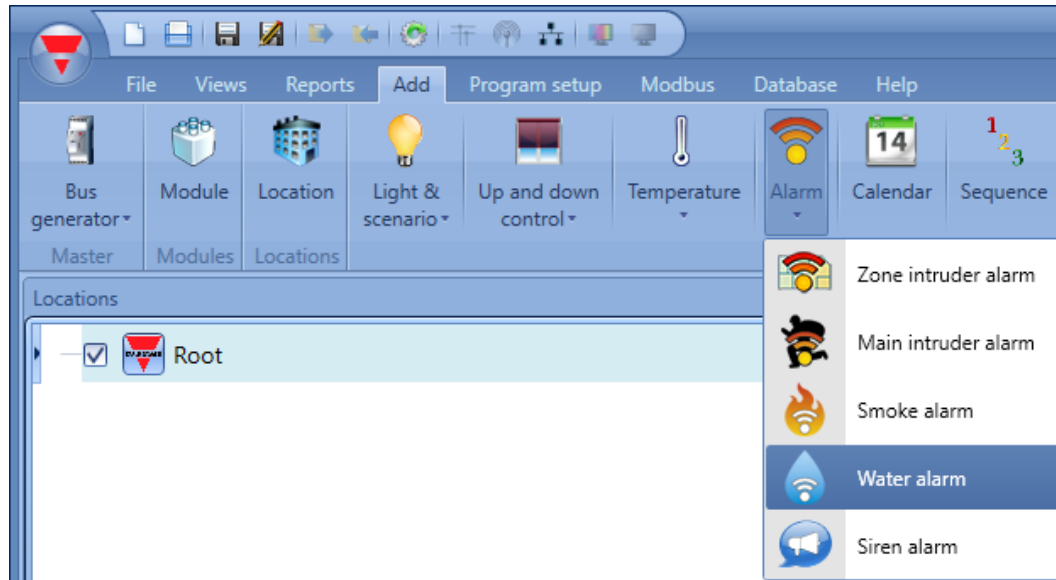 File Views Reports Add Program setup Modbus Database Help
Bus generator
Module
Location
Light & scenario
Up and down control
Temperature
Alarm
14
Calendar
1 2 3
Sequence
Master Modules Locations
Locations
Root
Zone intruder alarm
Main intruder alarm
Smoke alarm
Water alarm
Siren alarm